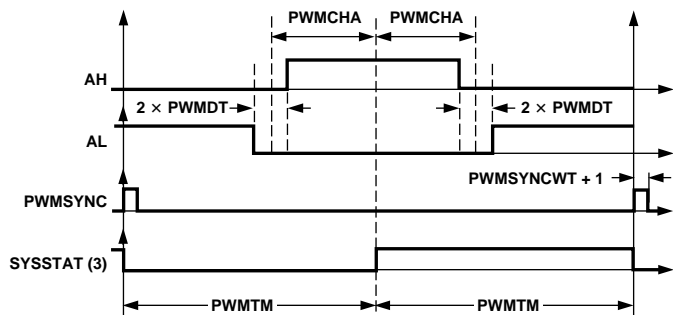 PWMCHA PWMCHA
AH
2 × PWMDT 2 × PWMDT
AL
PWMSYNCWT + 1
PWMSYNC
SYSSTAT (3)
PWMTM PWMTM